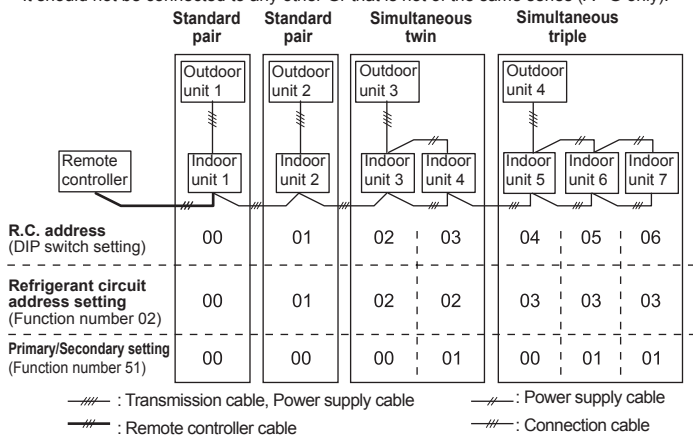 It should not be connected to any other that is not of the same only).
Standard pair
Standard pair
Simultaneous twin
Simultaneous triple
Outdoor unit 1
Outdoor unit 2
Outdoor unit 3
Outdoor unit 4
Remote controller
Indoor unit 1
Indoor unit 2
Indoor unit 3
Indoor unit 4
Indoor unit 5
Indoor unit 6
Indoor unit 7
R.C. address
(DIP switch setting)
00 01 02 03 04 05 06
Refrigerant circuit
address setting
(Function number 02)
00 01 02 02 03 03 03
Primary/Secondary setting
(Function number 51)
00 00 00 01 00 01 01
: Transmission cable, Power supply cable
: Power supply cable
: Remote controller cable
: Connection cable